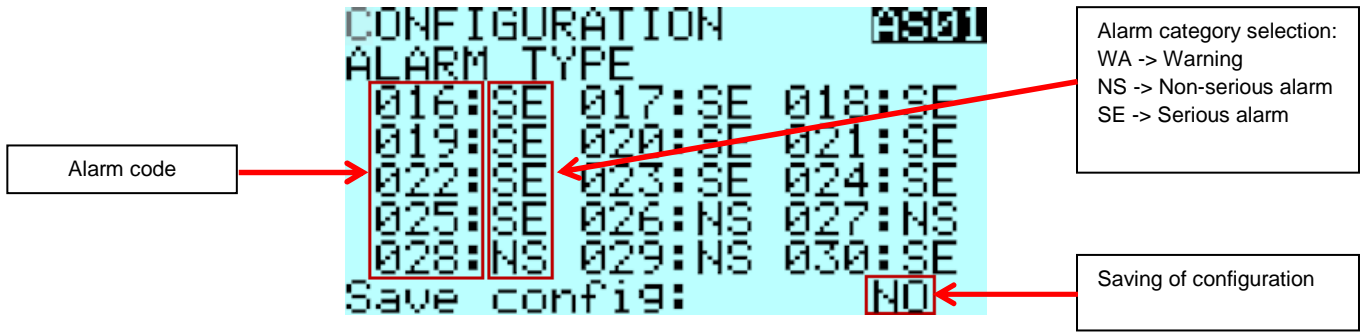 CONFIGURATION AS01
ALARM TYPE
016:SE 017:SE 018:SE
019:SE 020:SE 021:SE
022:SE 023:SE 024:SE
025:SE 026:NS 027:NS
028:NS 029:NS 030:SE
Save config: NO
Alarm code
Alarm category selection:
WA -> Warning
NS -> Non-serious alarm
SE -> Serious alarm
Saving of configuration